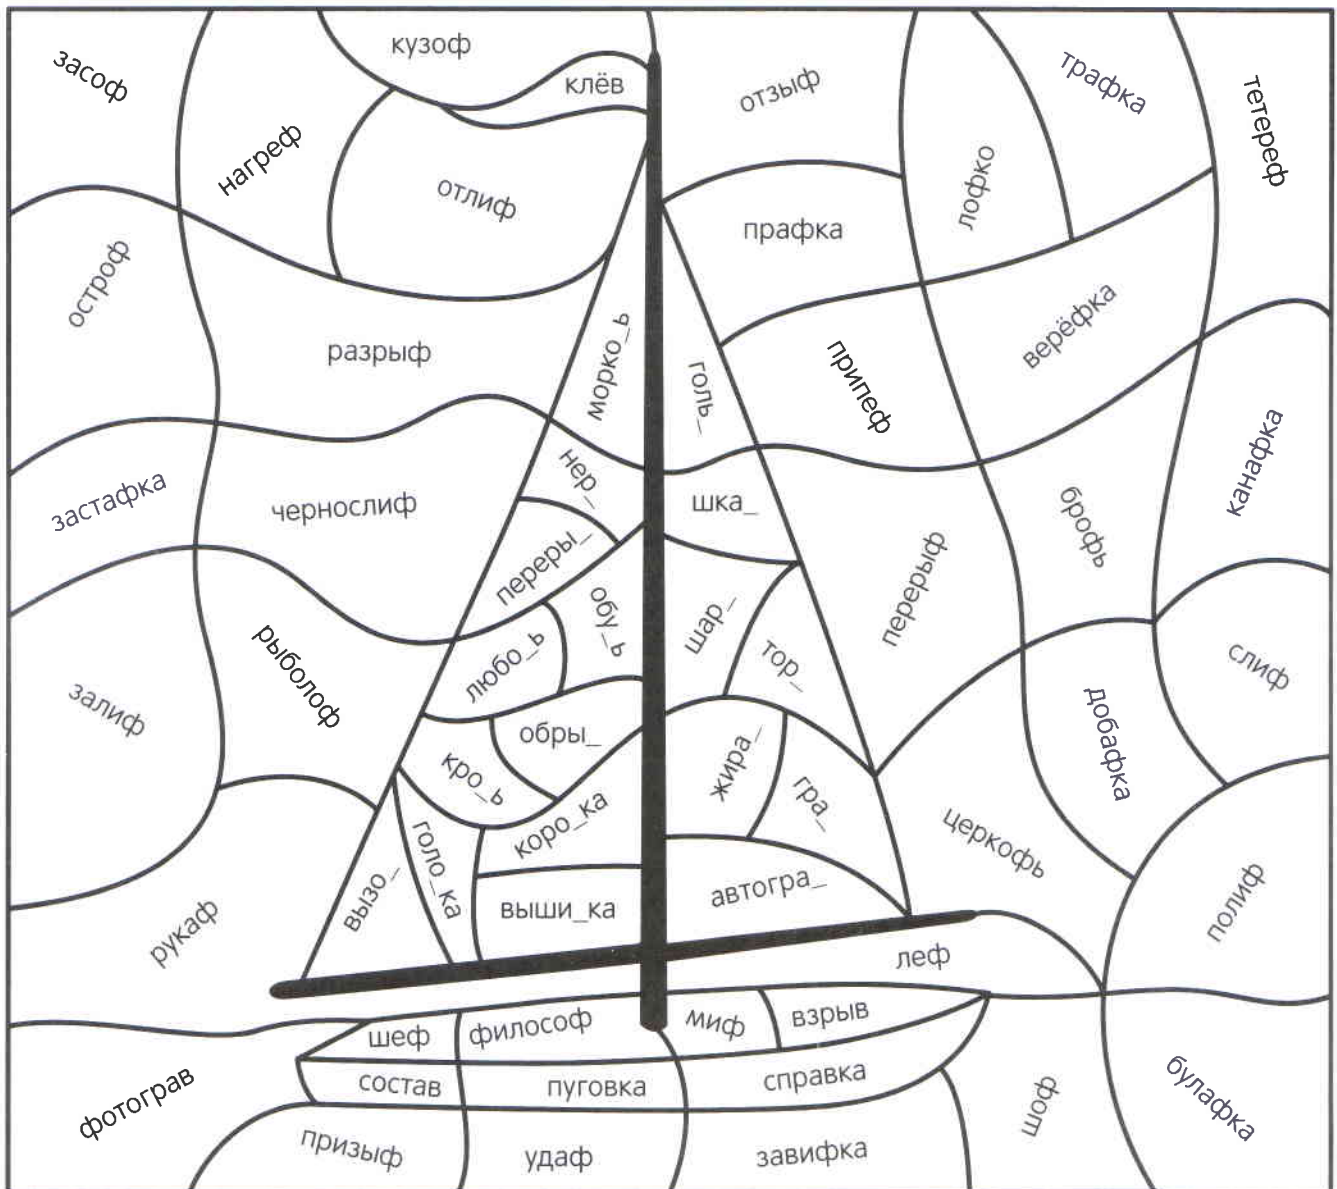 кузоф
засоф
клёв
отзыф
трафка
тетереф
нагреф
отлиф
лофко
прафка
остроф
разрыф
морко_ь
голь_
припеф
верёфка
застафка
чернослиф
нер_
шка_
канафка
брофь
переры_
обу_ь
шар_
перерыф
любо_ь
тор_
слиф
рыболоф
залиф
обры_
кро_ь
жира_
гра_
добафка
коро_ка
голо_ка
вызо_
автогра_
церкофь
выши_ка
рукаф
полиф
леф
шеф
философ
миф
взрыв
состав
пуговка
справка
фотограв
шоф
булафка
призыф
удаф
завифка